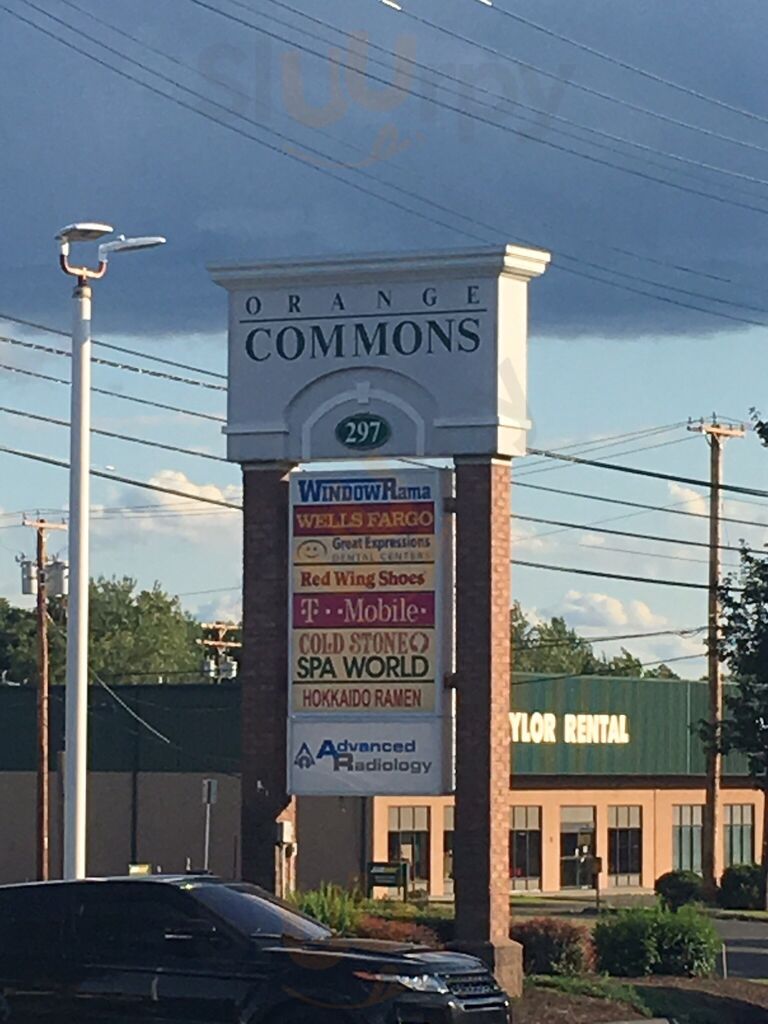 Slurpy
ORANGE
COMMONS
297
WINDOWRAMA
WELLS FARGO
Great Expressions
DENTAL CENTERS
Red Wing Shoes
T··Mobile·
COLD STONE
SPA WORLD
HOKKAIDO RAMEN
Advanced
Radiology
YLOR RENTAL